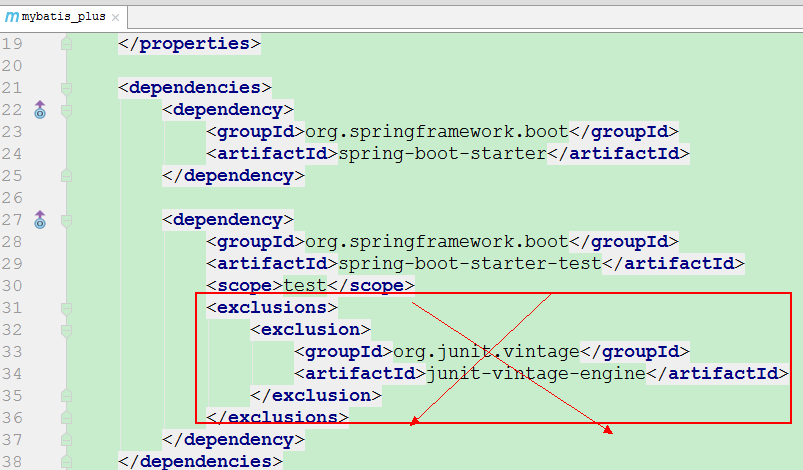 mybatis_plus
19 </properties>
20
21 <dependencies>
22 <dependency>
23 <groupId>org.springframework.boot</groupId>
24 <artifactId>spring-boot-starter</artifactId>
25 </dependency>
26
27 <dependency>
28 <groupId>org.springframework.boot</groupId>
29 <artifactId>spring-boot-starter-test</artifactId>
30 <scope>test</scope>
31 <exclusions>
32 <exclusion>
33 <groupId>org.junit.vintage</groupId>
34 <artifactId>junit-vintage-engine</artifactId>
35 </exclusion>
36 </exclusions>
37 </dependency>
38 </dependencies>